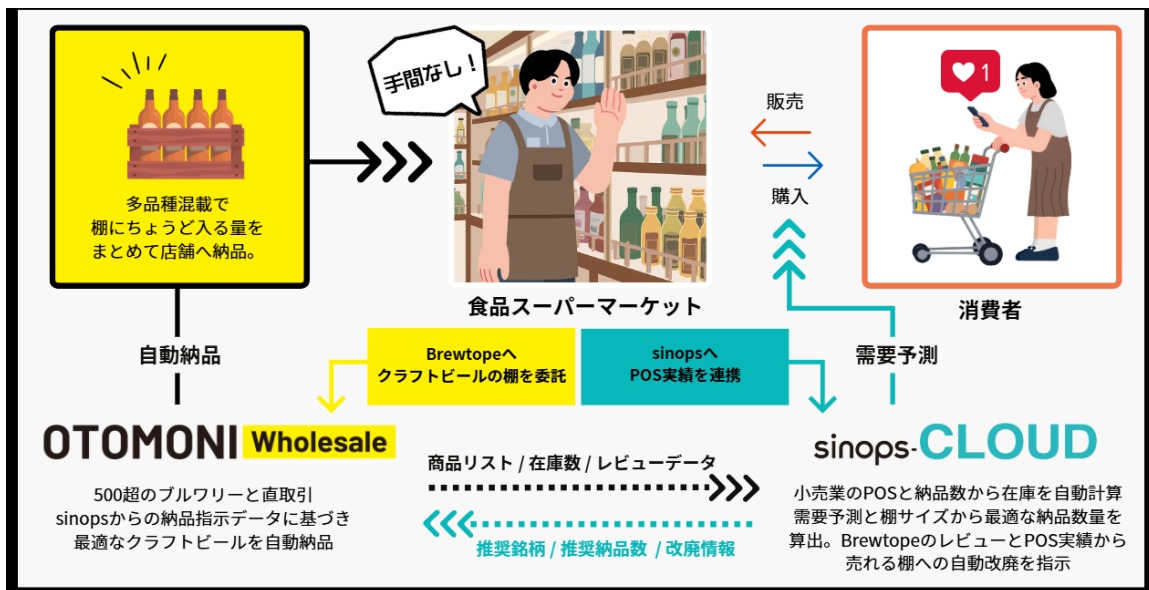 手間なし！
1
多品種混載で
棚にちょうど入る量を
まとめて店舗へ納品。
販売
購入
食品スーパーマーケット
消費者
自動納品
Brewtopeへ
クラフトビールの棚を委託
sinopsへ
POS実績を連携
需要予測
OTOMONI Wholesale
sinops-CLOUD
500超のブルワリーと直取引
sinopsからの納品指示データに基づき
最適なクラフトビールを自動納品
商品リスト / 在庫数 / レビューデータ
推奨銘柄 / 推奨納品数 / 改廃情報
小売業のPOSと納品数から在庫を自動計算
需要予測と棚サイズから最適な納品数量を
算出。BrewtopeのレビューとPOS実績から
売れる棚への自動改廃を指示